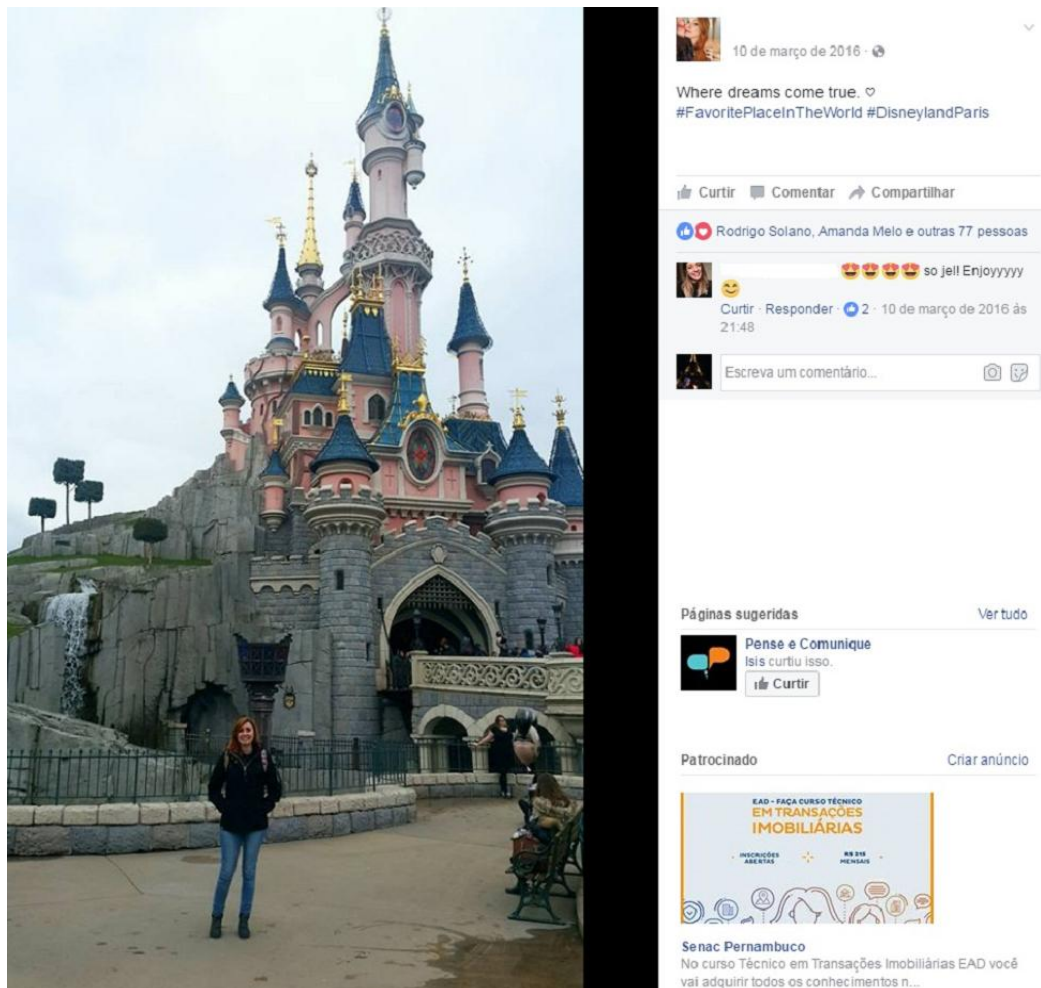 10 de março de 2016
Where dreams come true. ♡
#FavoritePlaceInTheWorld #DisneylandParis
Curtir Comentar Compartilhar
Rodrigo Solano, Amanda Melo e outras 77 pessoas
😍😍😍😍 so jell Enjoyyyyy
😊
Curtir · Responder · 2 · 10 de março de 2016 às
21:48
Escreva um comentário...
Páginas sugeridas Ver tudo
Pense e Comunique
Isis curtiu isso.
Curtir
Patrocinado Criar anúncio
EAD - FAÇA CURSO TÉCNICO
EM TRANSAÇÕES
IMOBILIÁRIAS
INSCRIÇÕES R$ 215
ABERTAS MENSAIS
Senac Pernambuco
No curso Técnico em Transações Imobiliárias EAD você
vai adquirir todos os conhecimentos n...